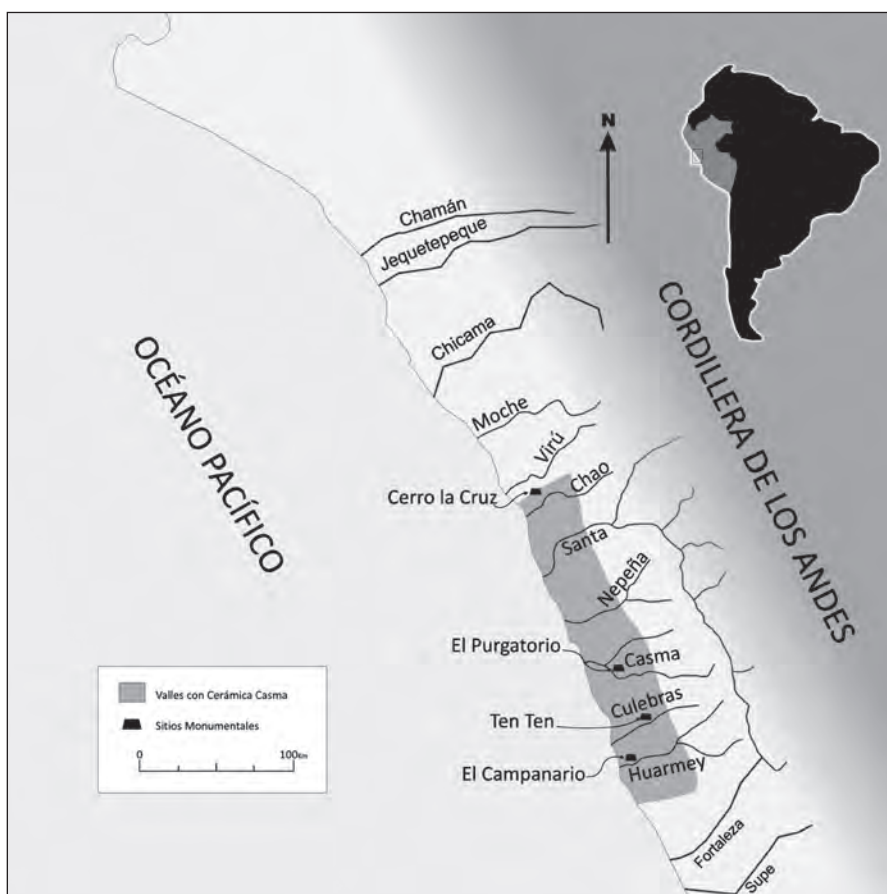 N
Chamán
Jequetepeque
Chicama
Moche
Virú
Chao
Cerro la Cruz
Santa
Nepeña
El Purgatorio
Casma
Culebras
Ten Ten
El Campanario
Huarmey
Fortaleza
Supe
OCÉANO PACÍFICO
CORDILLERA DE LOS ANDES
Valles con Cerámica Casma
Sitios Monumentales
0 100Km